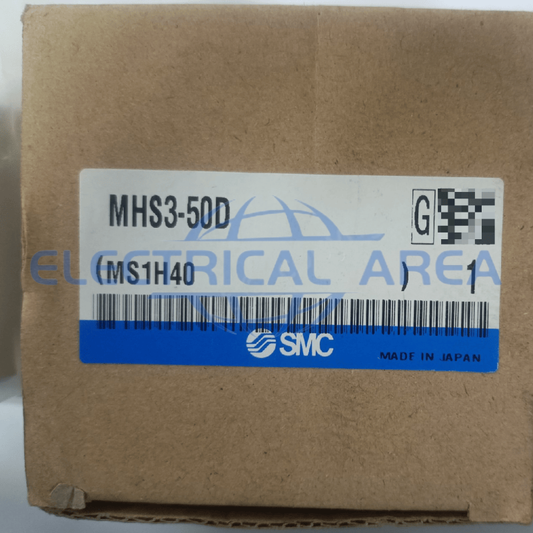 MHS3-50D
G
ELECTRICAL AREA
(MS1H40 ) 1
SMC
MADE IN JAPAN